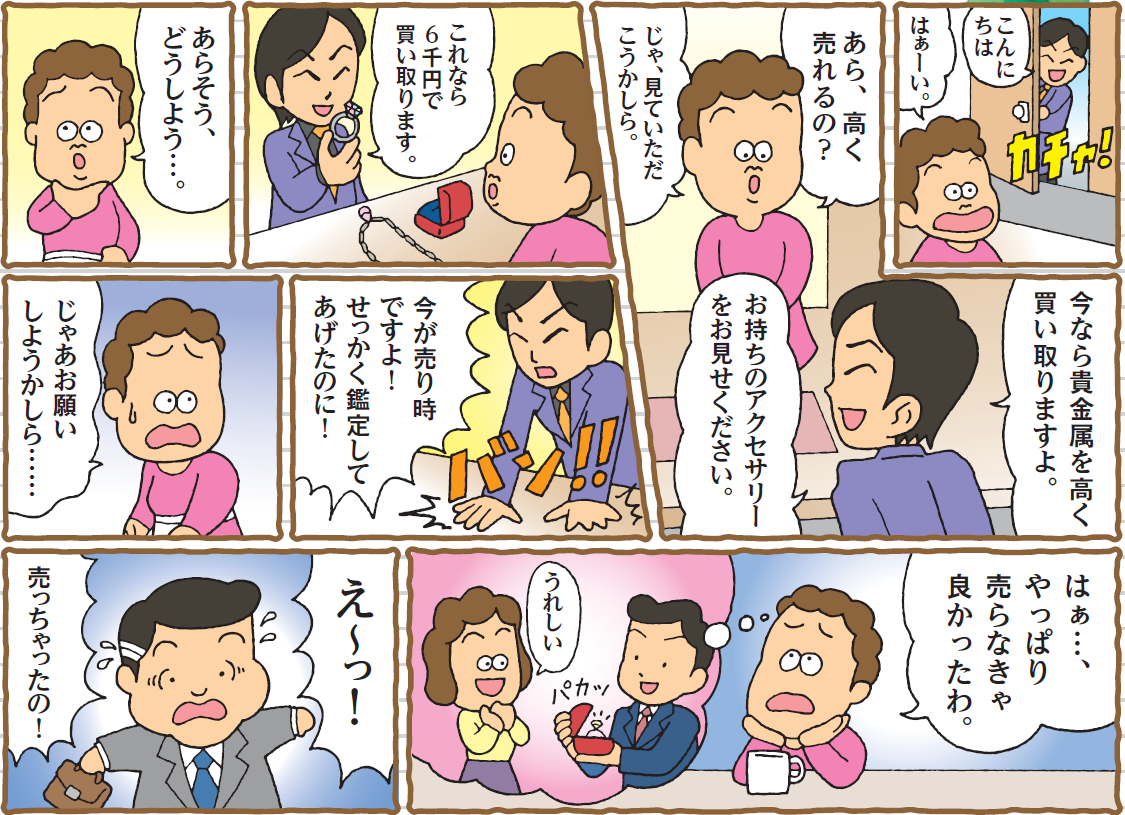 こんに
ちは
はぁーい。
ガチャ!
今なら貴金属を高く
買い取りますよ。
あら、高く
売れるの?
じゃ、見ていただ
こうかしら。
お持ちのアクセサリー
をお見せください。
これなら
6千円で
買い取ります。
あらそう、
どうしよう…。
今が売り時
ですよ!
せっかく鑑定して
あげたのに!
バンッ!!
じゃあお願い
しようかしら……
はぁ…、
やっぱり
売らなきゃ
良かったわ。
うれしい
パカッ
え〜っ!
売っちゃったの!